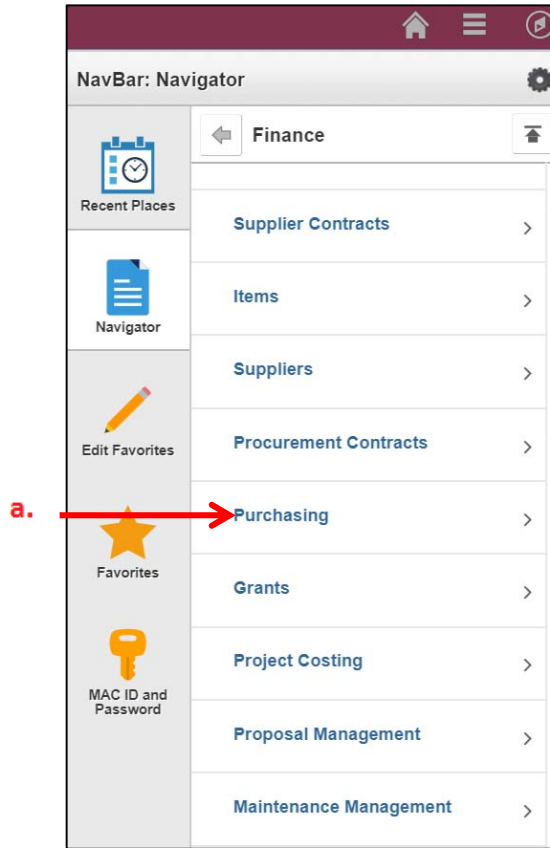 NavBar: Navigator
Recent Places
Navigator
Edit Favorites
Favorites
MAC ID and
Password
Finance
Supplier Contracts
Items
Suppliers
Procurement Contracts
a.
Purchasing
Grants
Project Costing
Proposal Management
Maintenance Management